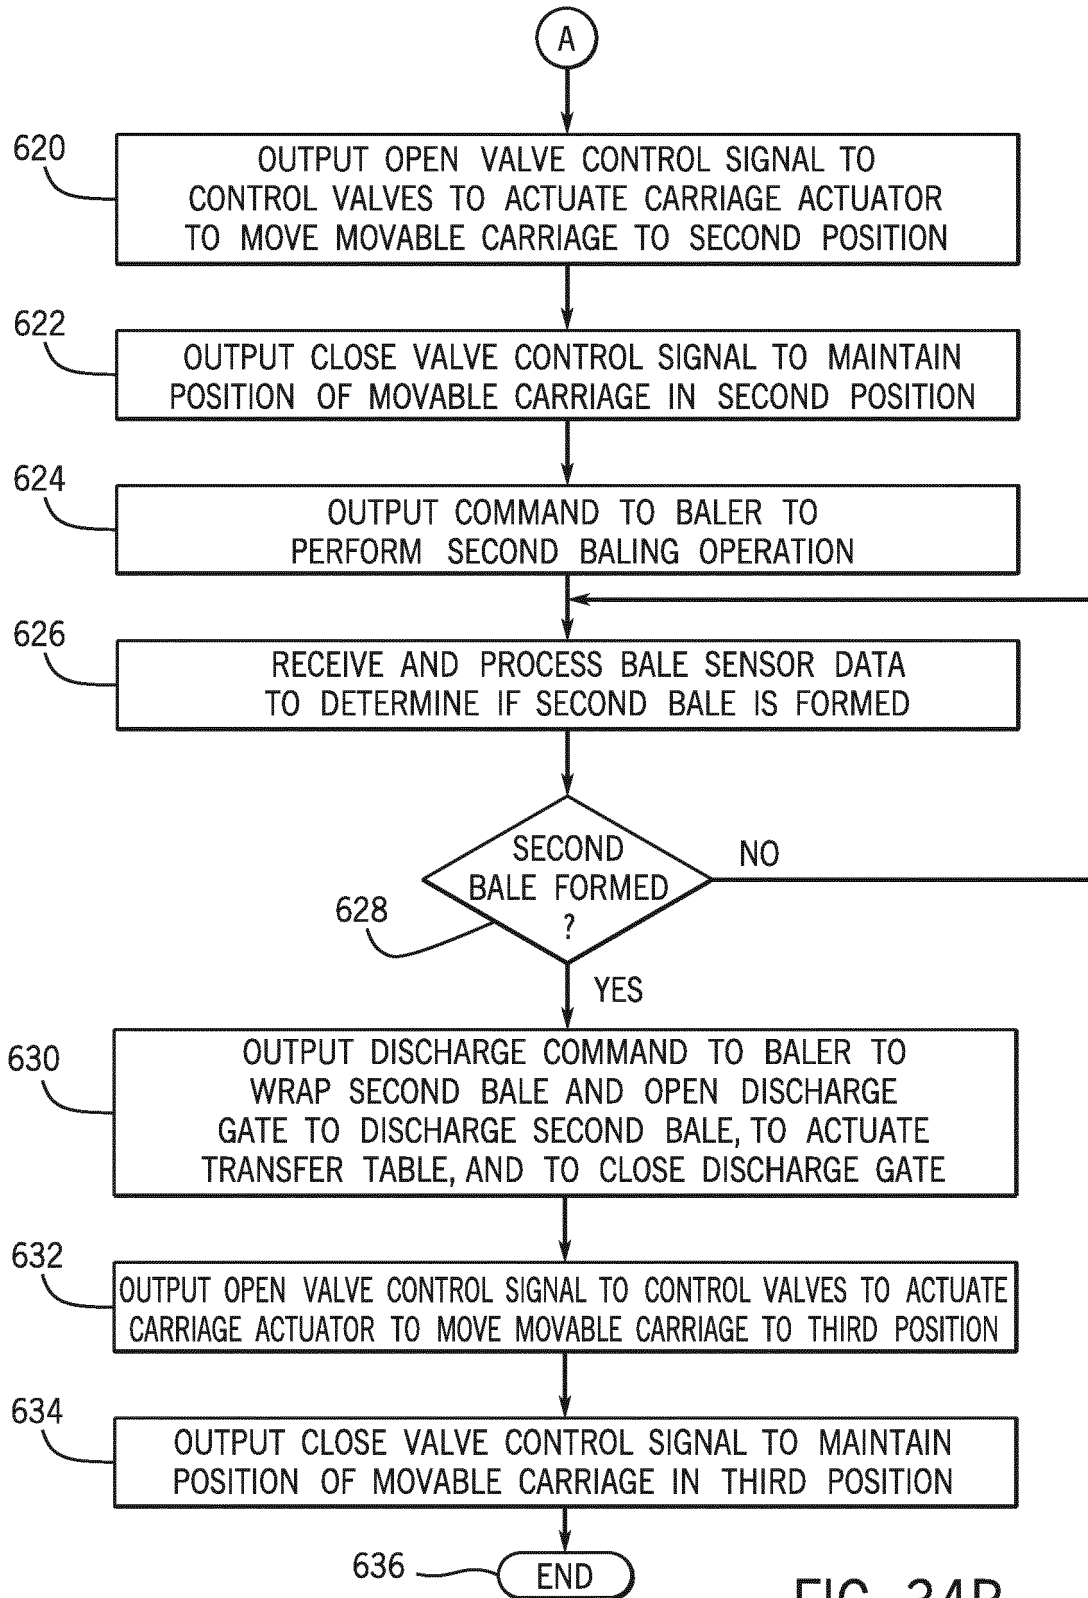 A
620
OUTPUT OPEN VALVE CONTROL SIGNAL TO
CONTROL VALVES TO ACTUATE CARRIAGE ACTUATOR
TO MOVE MOVABLE CARRIAGE TO SECOND POSITION
622
OUTPUT CLOSE VALVE CONTROL SIGNAL TO MAINTAIN
POSITION OF MOVABLE CARRIAGE IN SECOND POSITION
624
OUTPUT COMMAND TO BALER TO
PERFORM SECOND BALING OPERATION
626
RECEIVE AND PROCESS BALE SENSOR DATA
TO DETERMINE IF SECOND BALE IS FORMED
SECOND
BALE FORMED
?
NO
628
YES
630
OUTPUT DISCHARGE COMMAND TO BALER TO
WRAP SECOND BALE AND OPEN DISCHARGE
GATE TO DISCHARGE SECOND BALE, TO ACTUATE
TRANSFER TABLE, AND TO CLOSE DISCHARGE GATE
632
OUTPUT OPEN VALVE CONTROL SIGNAL TO CONTROL VALVES TO ACTUATE
CARRIAGE ACTUATOR TO MOVE MOVABLE CARRIAGE TO THIRD POSITION
634
OUTPUT CLOSE VALVE CONTROL SIGNAL TO MAINTAIN
POSITION OF MOVABLE CARRIAGE IN THIRD POSITION
636
END
FIG. 34B